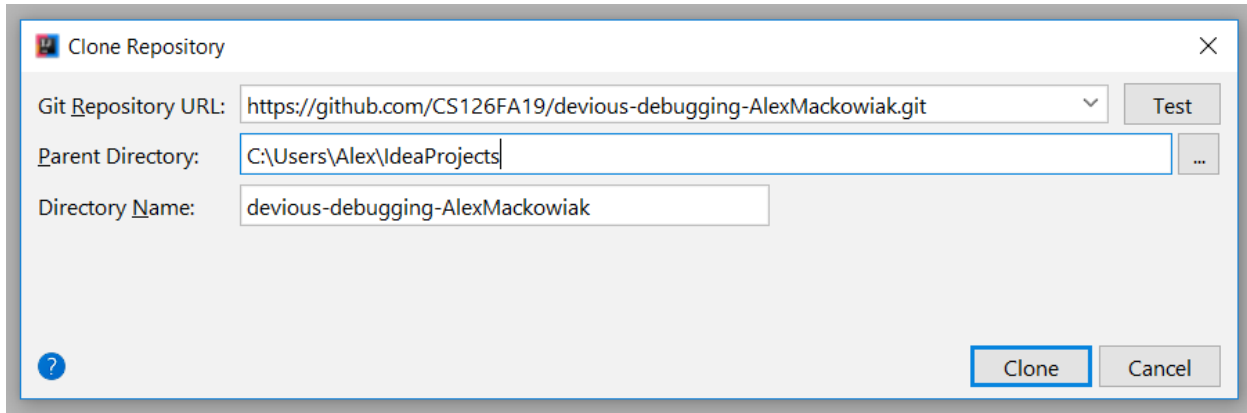 Clone Repository
Git Repository URL: https://github.com/CS126FA19/devious-debugging-AlexMackowiak.git Test
Parent Directory: C:\Users\Alex\IdeaProjects ...
Directory Name: devious-debugging-AlexMackowiak
? Clone Cancel